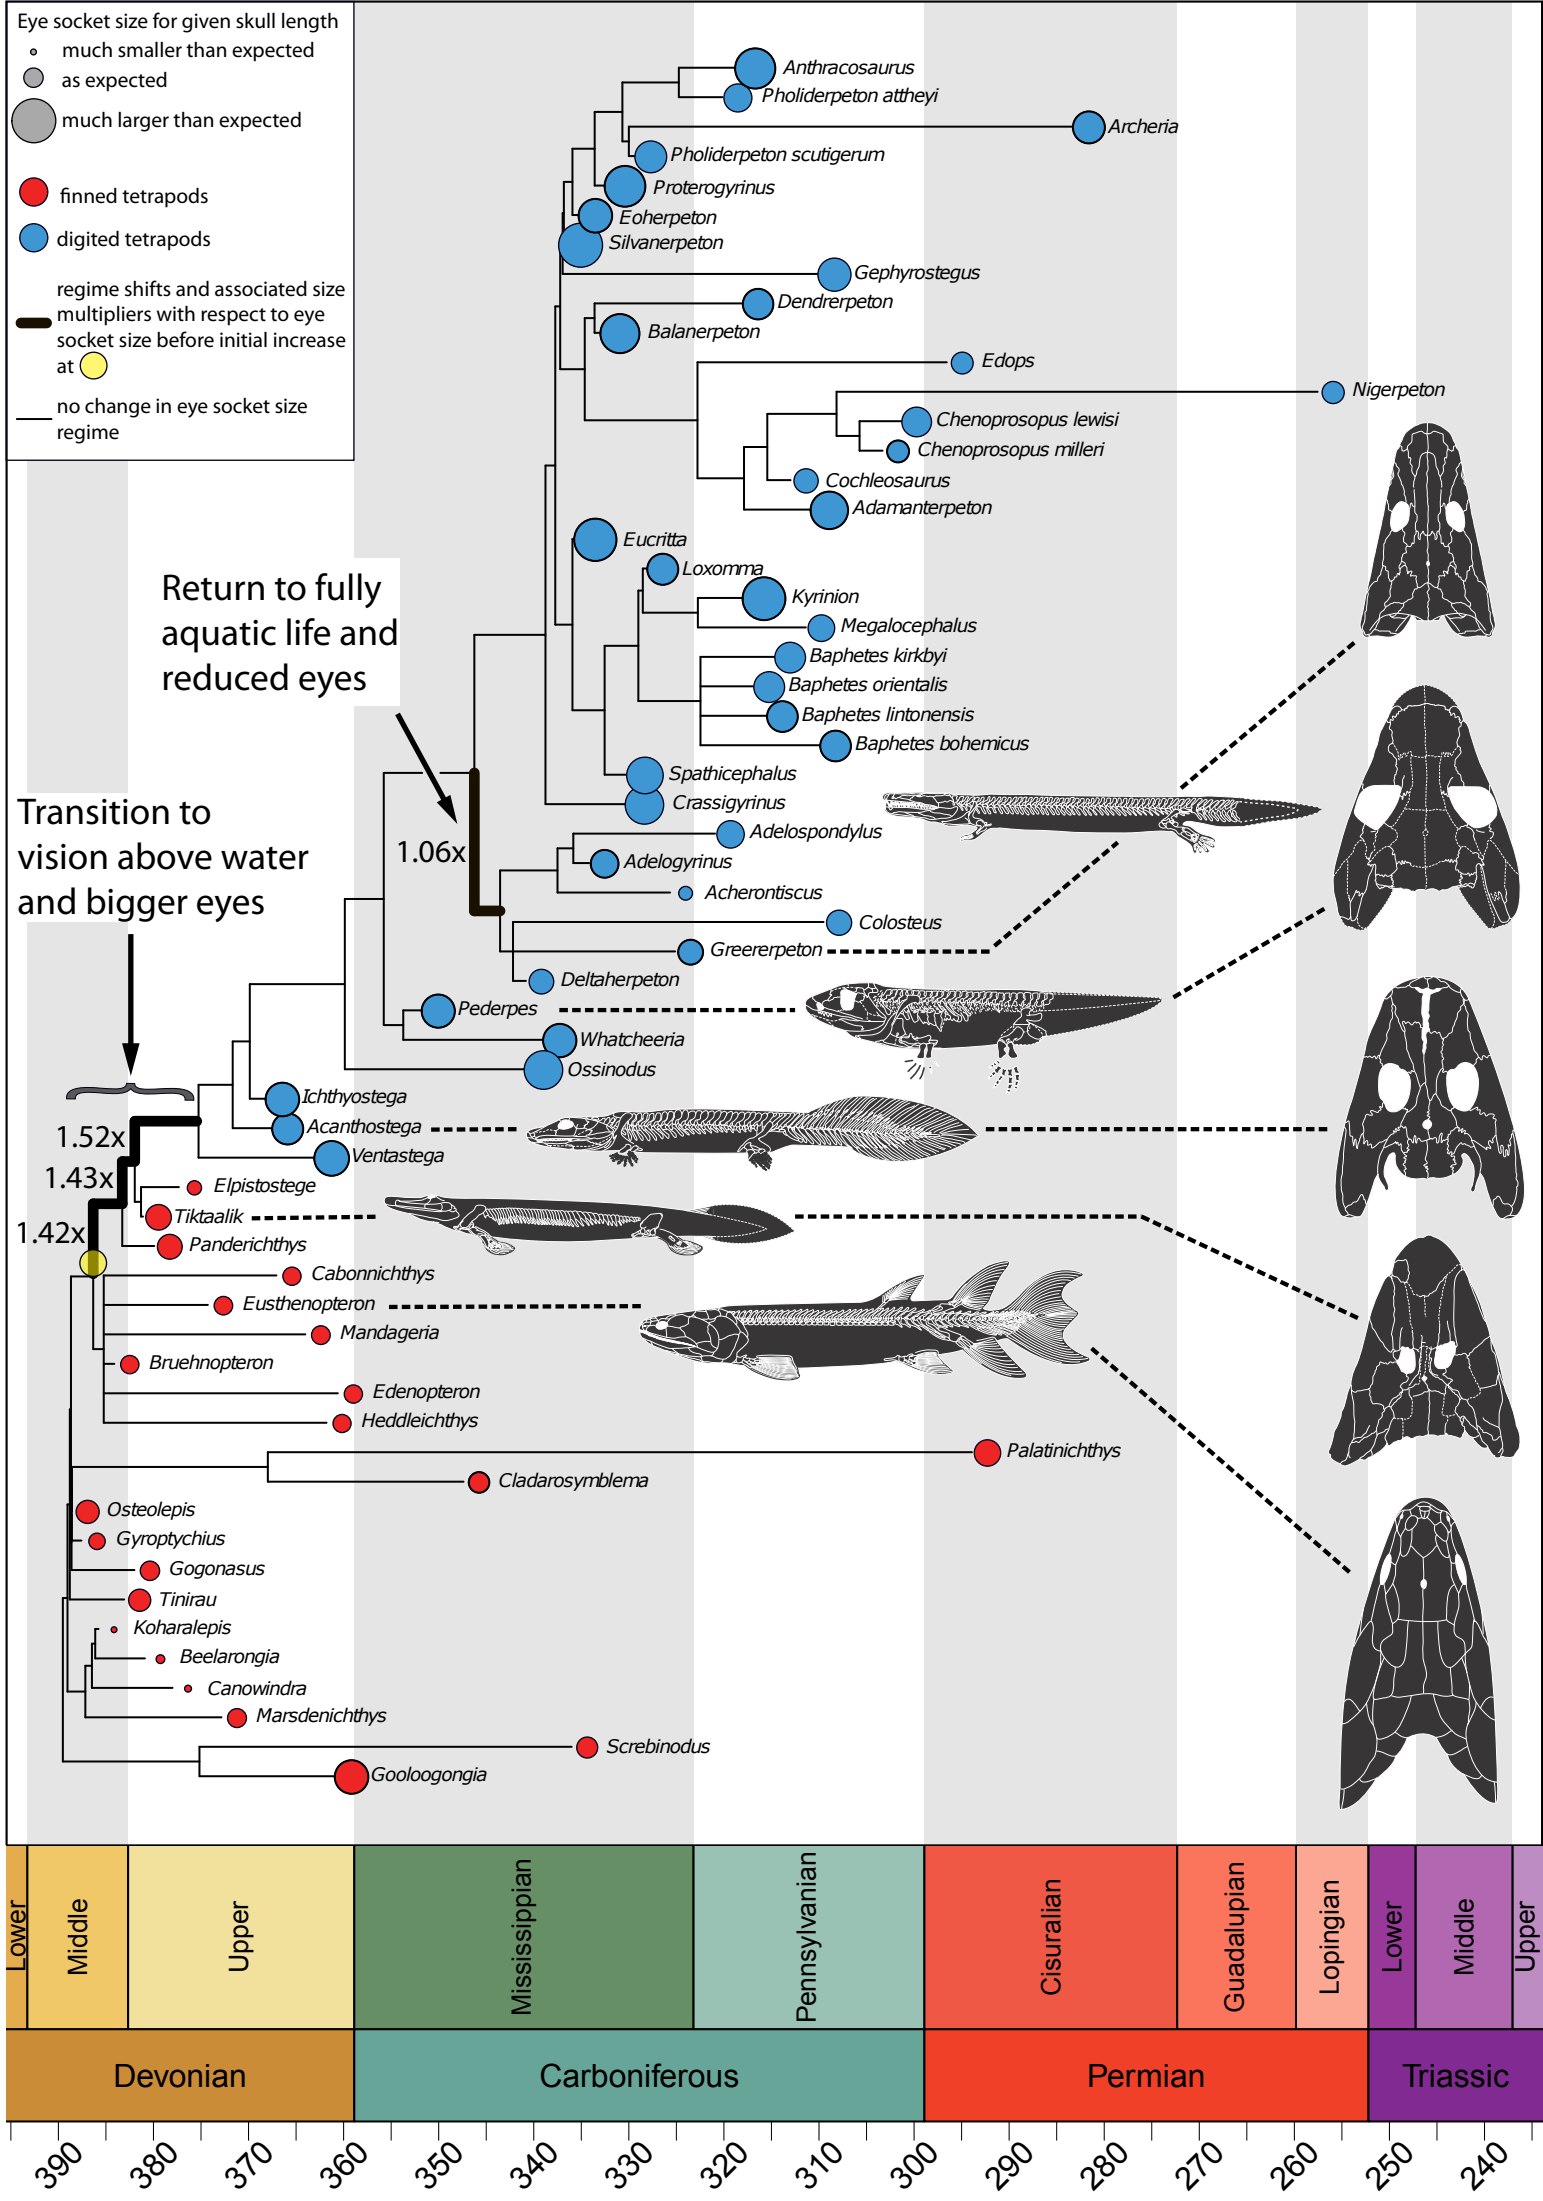 Eye socket size for given skull length
much smaller than expected
as expected
much larger than expected
finned tetrapods
digited tetrapods
regime shifts and associated size
multipliers with respect to eye
socket size before initial increase
at
no change in eye socket size
regime
Anthracosaurus
Pholiderpeton attheyi
Archeria
Pholiderpeton scutigerum
Proterogyrinus
Eoherpeton
Silvanerpeton
Gephyrostegus
Dendrerpeton
Balanerpeton
Edops
Nigerpeton
Chenoprosopus lewisi
Chenoprosopus milleri
Cochleosaurus
Adamanterpeton
Eucritta
Loxomma
Kyrinion
Megalocephalus
Baphetes kirkbyi
Baphetes orientalis
Baphetes lintonensis
Baphetes bohemicus
Spathicephalus
Crassigyrinus
Return to fully
aquatic life and
reduced eyes
1.06x
Adelospondylus
Adelogyrinus
Acherontiscus
Colosteus
Greererpeton
Deltaherpeton
Pederpes
Whatcheeria
Ossinodus
Transition to
vision above water
and bigger eyes
Ichthyostega
Acanthostega
Ventastega
1.52x
1.43x
1.42x
Elpistostege
Tiktaalik
Panderichthys
Cabonnichthys
Eusthenopteron
Mandageria
Bruehnopteron
Edenopteron
Heddleichthys
Palatinichthys
Cladarosymblema
Osteolepis
Gyroptychius
Gogonasus
Tinirau
Koharalepis
Beelarongia
Canowindra
Marsdenichthys
Screbinodus
Gooloogongia
Lower
Middle
Upper
Mississippian
Pennsylvanian
Cisuralian
Guadalupian
Lopingian
Lower
Middle
Upper
Devonian
Carboniferous
Permian
Triassic
390
380
370
360
350
340
330
320
310
300
290
280
270
260
250
240